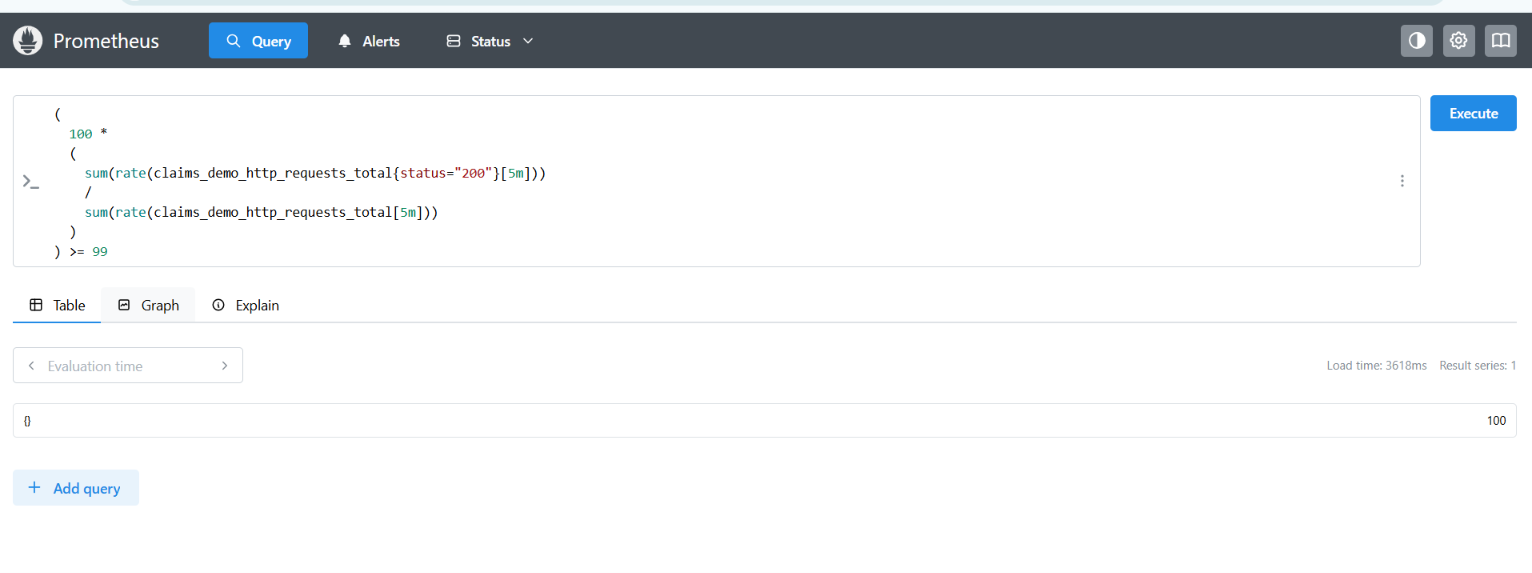 Prometheus Query Alerts Status
(
100 *
(
sum(rate(claims_demo_http_requests_total{status="200"}[5m]))
/
sum(rate(claims_demo_http_requests_total[5m]))
)
) >= 99
Execute
Table Graph Explain
Evaluation time
Load time: 3618ms Result series: 1
{} 100
+ Add query